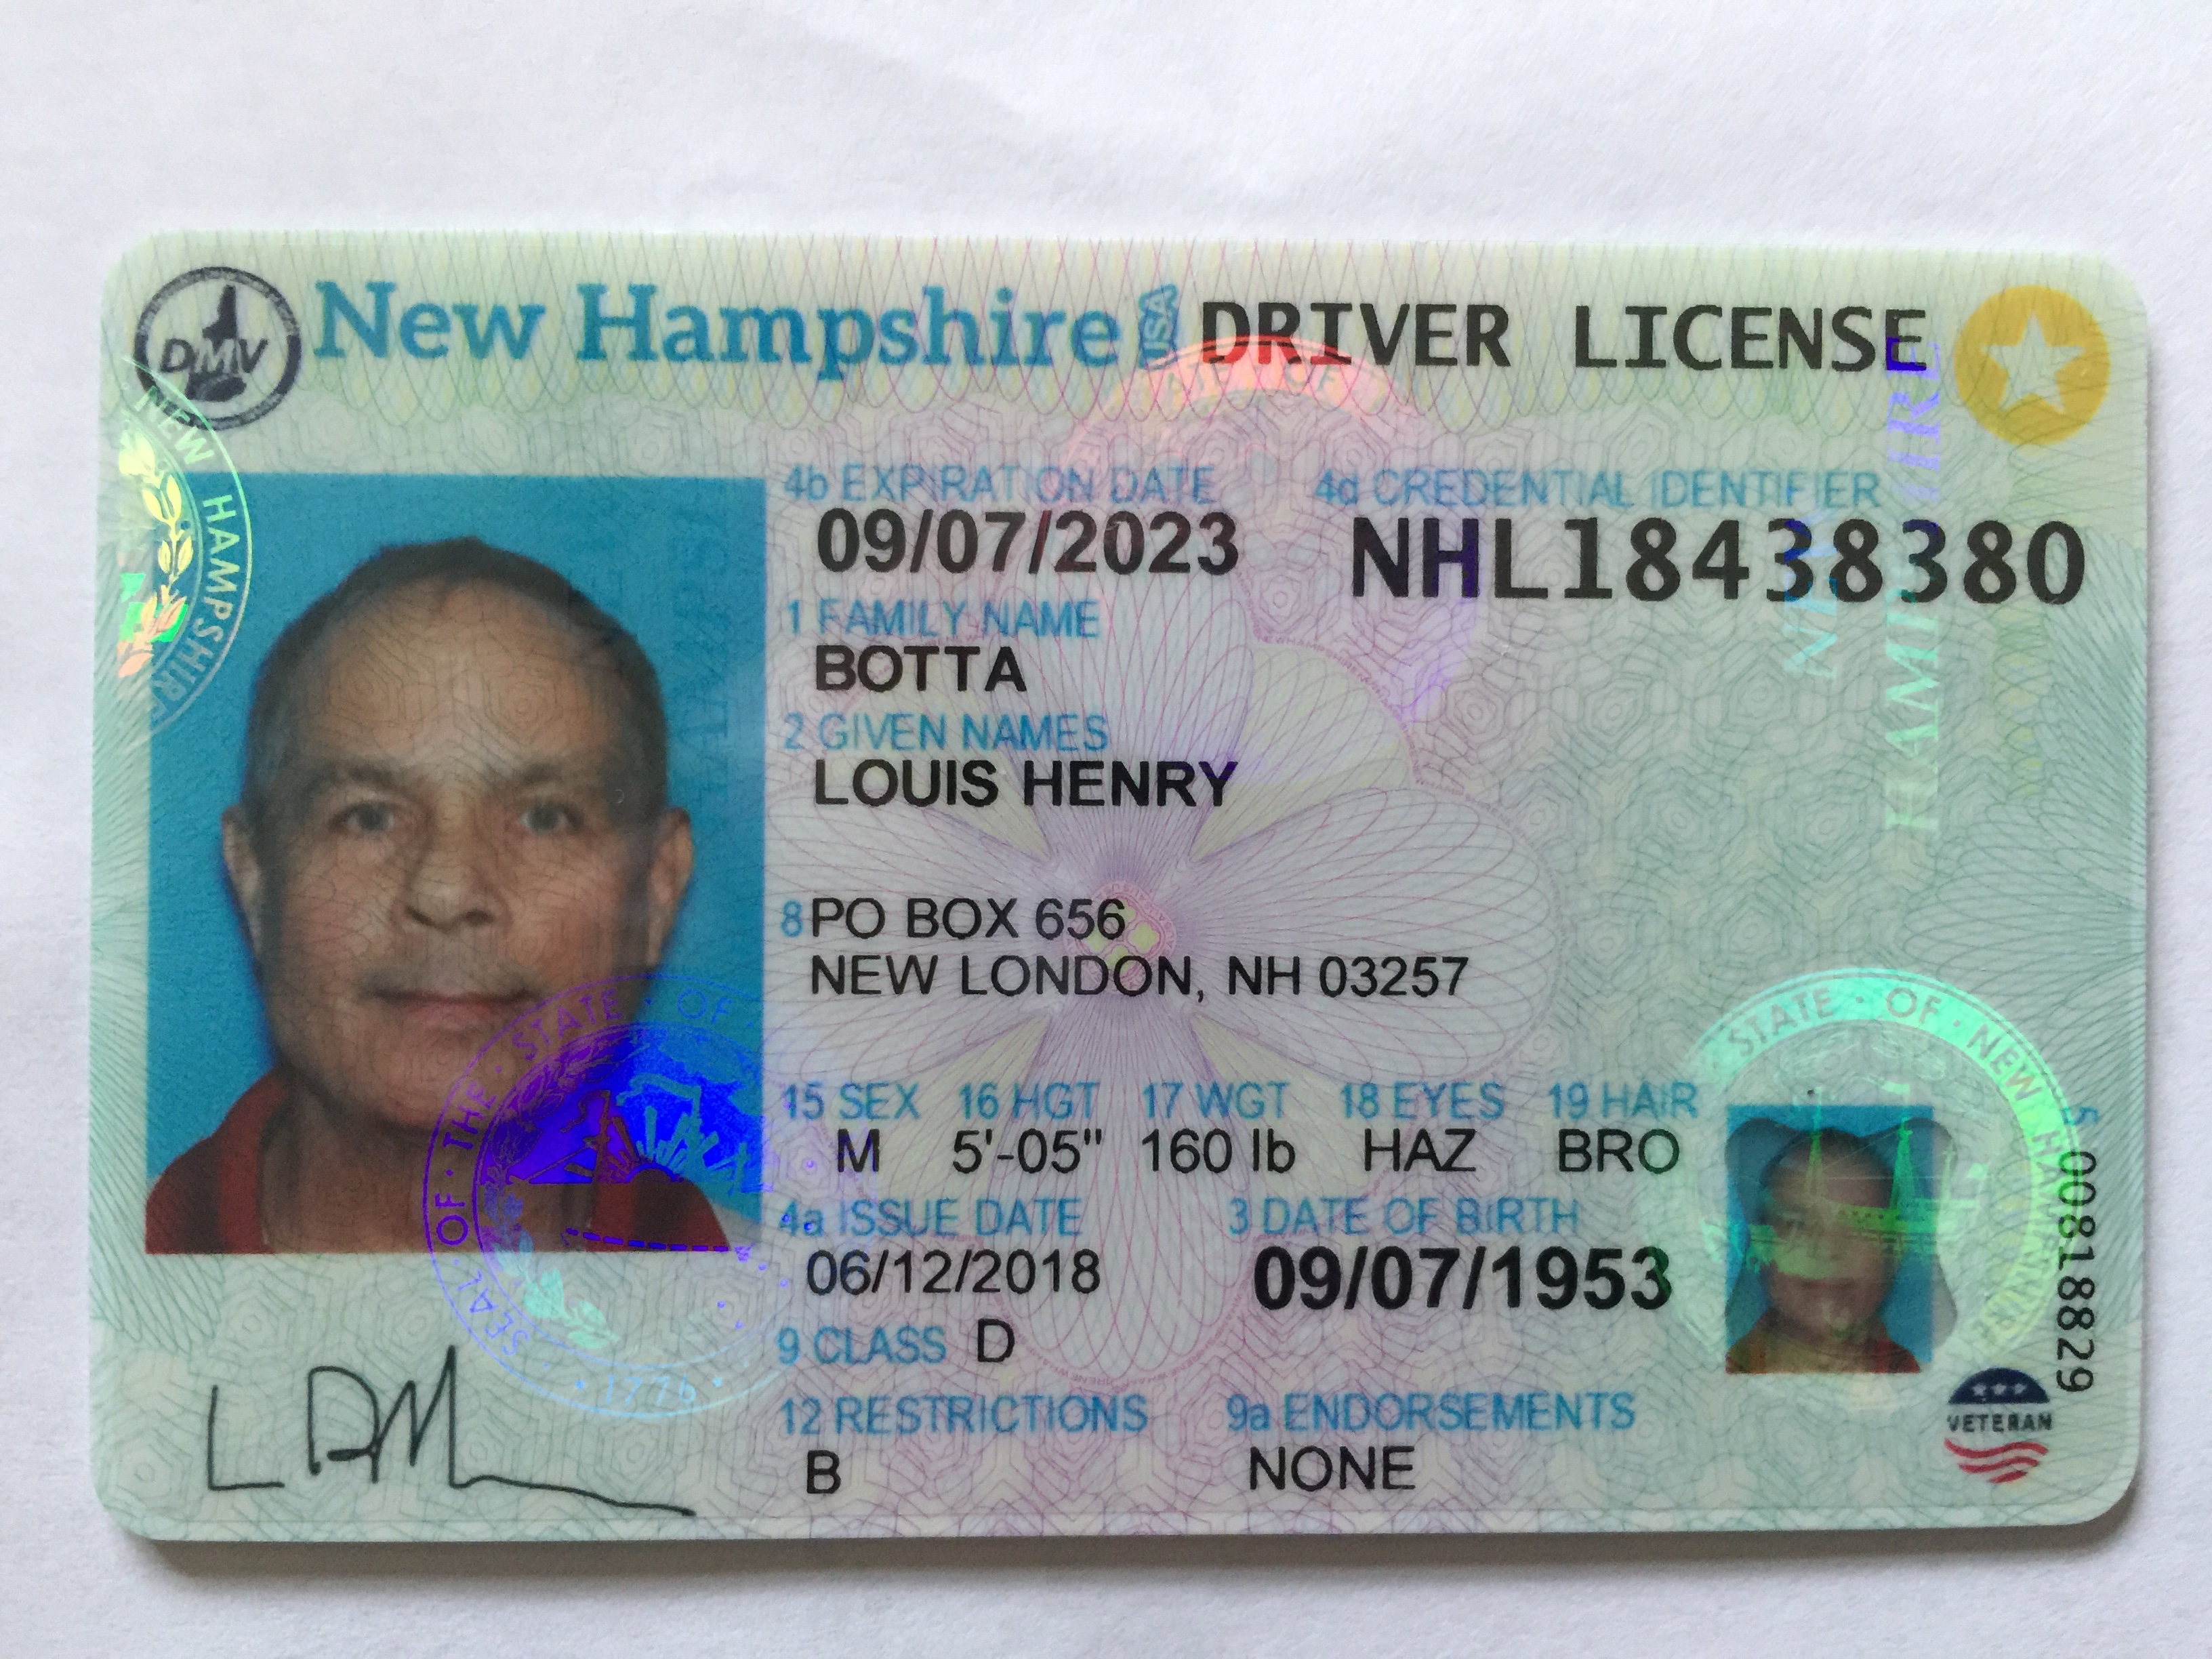 DMV New Hampshire USA DRIVER LICENSE
4b EXPIRATION DATE 4d CREDENTIAL IDENTIFIER
09/07/2023 NHL18438380
1 FAMILY NAME
BOTTA
2 GIVEN NAMES
LOUIS HENRY
8 PO BOX 656
NEW LONDON, NH 03257
15 SEX 16 HGT 17 WGT 18 EYES 19 HAIR
M 5'-05" 160 lb HAZ BRO
4a ISSUE DATE 3 DATE OF BIRTH
06/12/2018 09/07/1953
9 CLASS D
12 RESTRICTIONS 9a ENDORSEMENTS
B NONE
5 00818829
VETERAN
NEW HAMPSHIRE
SEAL · OF · THE · STATE · OF
· 1776 ·
STATE · OF · NEW HAMPSHIRE